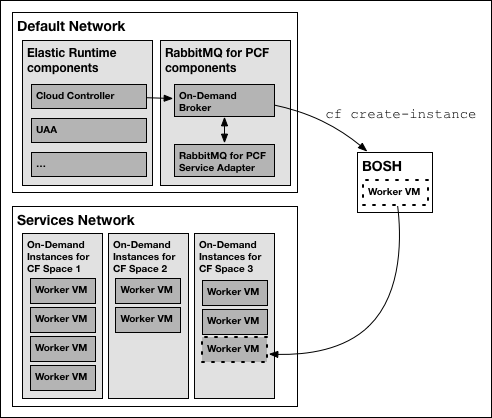 Default Network
Elastic Runtime
components
Cloud Controller
UAA
...
RabbitMQ for PCF
components
On-Demand
Broker
RabbitMQ for PCF
Service Adapter
cf create-instance
BOSH
Worker VM
Services Network
On-Demand
Instances for
CF Space 1
Worker VM
Worker VM
Worker VM
Worker VM
On-Demand
Instances for
CF Space 2
Worker VM
Worker VM
On-Demand
Instances for
CF Space 3
Worker VM
Worker VM
Worker VM